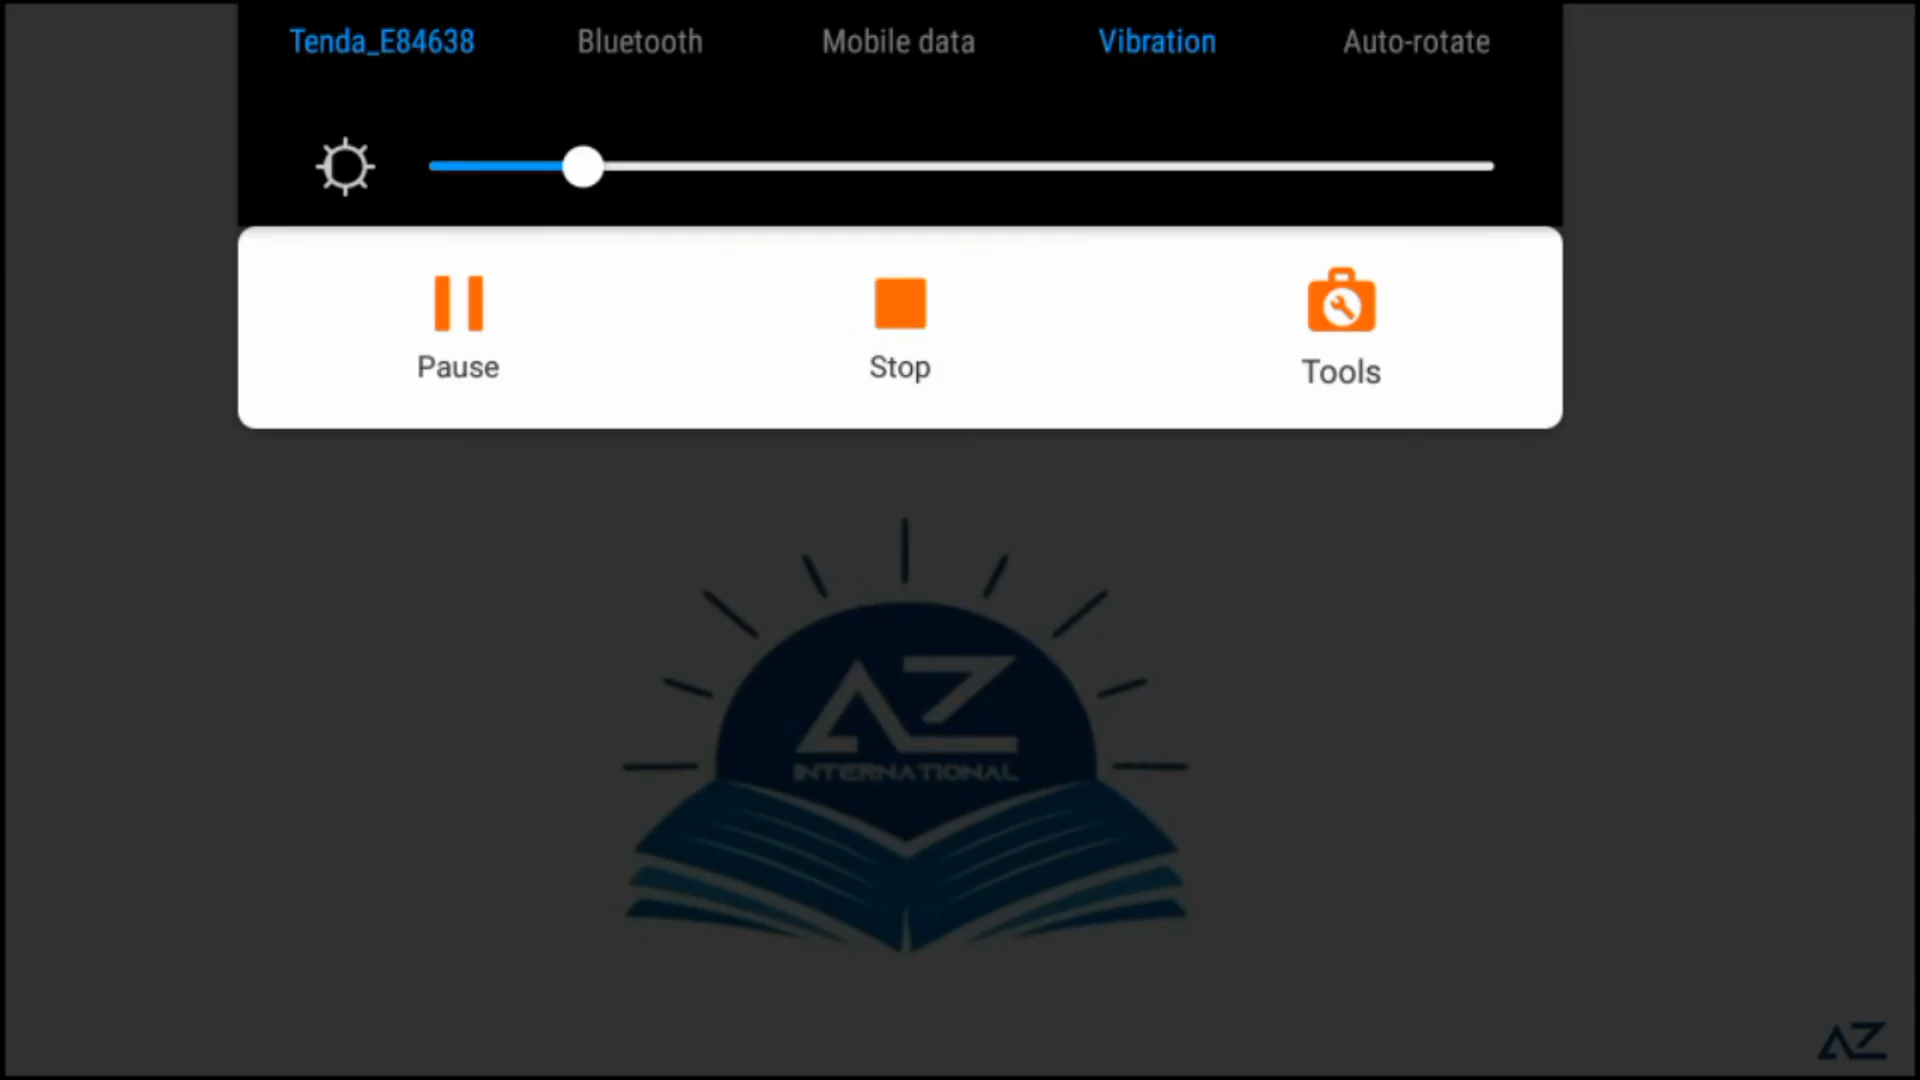 Tenda_E84638 Bluetooth Mobile data Vibration Auto-rotate
Pause Stop Tools
AZ
INTERNATIONAL
AZ